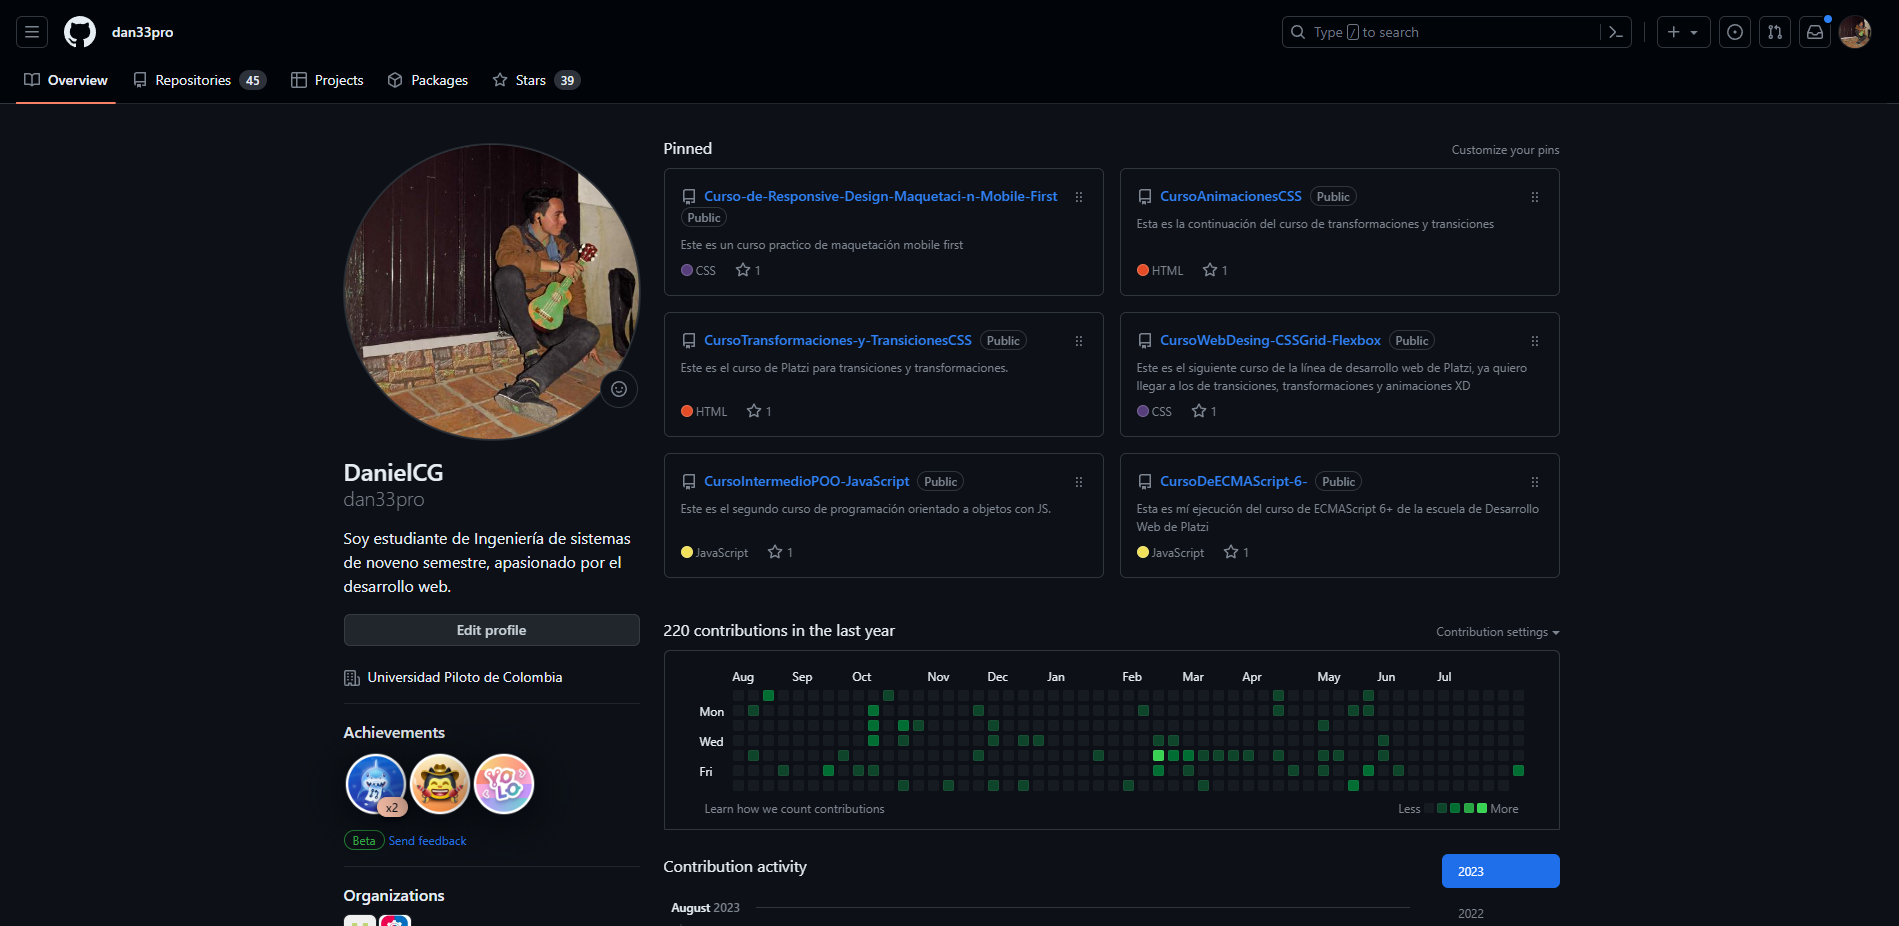 dan33pro
Type / to search
Overview
Repositories 45
Projects
Packages
Stars 39
DanielCG
dan33pro
Soy estudiante de Ingeniería de sistemas
de noveno semestre, apasionado por el
desarrollo web.
Edit profile
Universidad Piloto de Colombia
Achievements
x2
YOLO
Beta Send feedback
Organizations
Pinned
Customize your pins
Curso-de-Responsive-Design-Maquetaci-n-Mobile-First
Public
Este es un curso practico de maquetación mobile first
CSS 1
CursoAnimacionesCSS Public
Esta es la continuación del curso de transformaciones y transiciones
HTML 1
CursoTransformaciones-y-TransicionesCSS Public
Este es el curso de Platzi para transiciones y transformaciones.
HTML 1
CursoWebDesing-CSSGrid-Flexbox Public
Este es el siguiente curso de la línea de desarrollo web de Platzi, ya quiero
llegar a los de transiciones, transformaciones y animaciones XD
CSS 1
CursoIntermedioPOO-JavaScript Public
Este es el segundo curso de programación orientado a objetos con JS.
JavaScript 1
CursoDeECMAScript-6- Public
Esta es mí ejecución del curso de ECMAScript 6+ de la escuela de Desarrollo
Web de Platzi
JavaScript 1
220 contributions in the last year
Contribution settings
Aug Sep Oct Nov Dec Jan Feb Mar Apr May Jun Jul
Mon
Wed
Fri
Learn how we count contributions
Less More
Contribution activity
2023
August 2023
2022